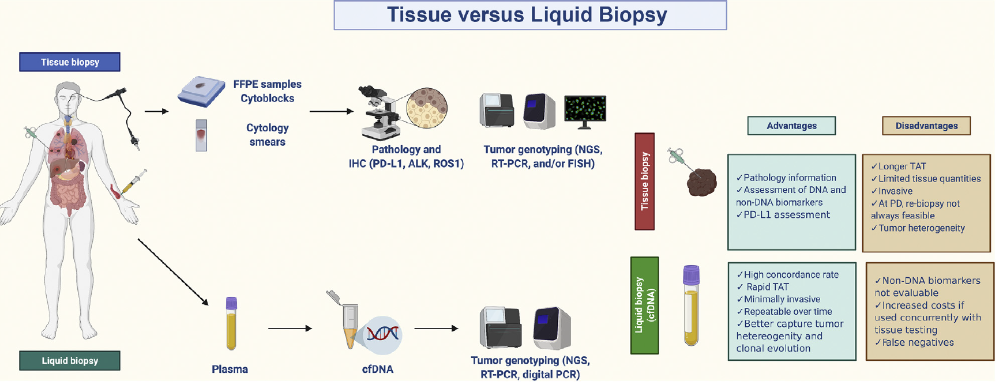 Tissue versus Liquid Biopsy
Tissue biopsy
FFPE samples
Cytoblocks
Cytology
smears
Pathology and
IHC (PD-L1, ALK, ROS1)
Tumor genotyping (NGS,
RT-PCR, and/or FISH)
Liquid biopsy
Plasma
cfDNA
Tumor genotyping (NGS,
RT-PCR, digital PCR)
Advantages
Disadvantages
Tissue biopsy
✓Pathology information
✓Assessment of DNA and
non-DNA biomarkers
✓PD-L1 assessment
✓Longer TAT
✓Limited tissue quantities
✓Invasive
✓At PD, re-biopsy not
always feasible
✓Tumor heterogeneity
Liquid biopsy
(cfDNA)
✓High concordance rate
✓ Rapid TAT
✓Minimally invasive
✓Repeatable over time
✓Better capture tumor
hetereogenity and
clonal evolution
✓Non-DNA biomarkers
not evaluable
✓Increased costs if
used concurrently with
tissue testing
✓False negatives